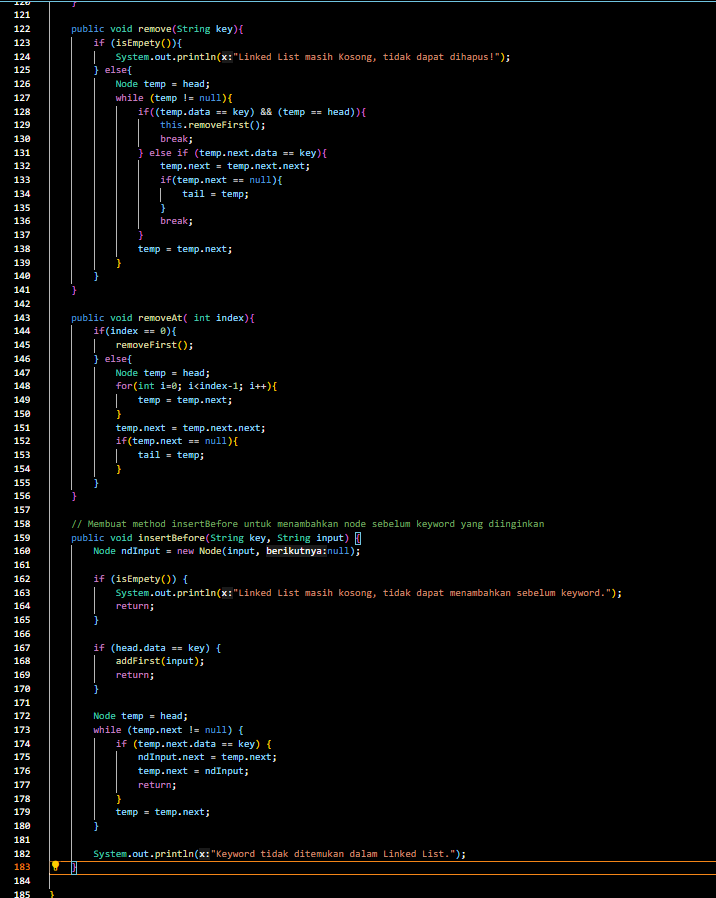 120 }
121
122 public void remove(String key){
123 if (isEmpety()){
124 System.out.println(x:"Linked List masih Kosong, tidak dapat dihapus!");
125 } else{
126 Node temp = head;
127 while (temp != null){
128 if((temp.data == key) && (temp == head)){
129 this.removeFirst();
130 break;
131 } else if (temp.next.data == key){
132 temp.next = temp.next.next;
133 if(temp.next == null){
134 tail = temp;
135 }
136 break;
137 }
138 temp = temp.next;
139 }
140 }
141 }
142
143 public void removeAt( int index){
144 if(index == 0){
145 removeFirst();
146 } else{
147 Node temp = head;
148 for(int i=0; i<index-1; i++){
149 temp = temp.next;
150 }
151 temp.next = temp.next.next;
152 if(temp.next == null){
153 tail = temp;
154 }
155 }
156 }
157
158 // Membuat method insertBefore untuk menambahkan node sebelum keyword yang diinginkan
159 public void insertBefore(String key, String input) {
160 Node ndInput = new Node(input, berikutnya:null);
161
162 if (isEmpety()) {
163 System.out.println(x:"Linked List masih kosong, tidak dapat menambahkan sebelum keyword.");
164 return;
165 }
166
167 if (head.data == key) {
168 addFirst(input);
169 return;
170 }
171
172 Node temp = head;
173 while (temp.next != null) {
174 if (temp.next.data == key) {
175 ndInput.next = temp.next;
176 temp.next = ndInput;
177 return;
178 }
179 temp = temp.next;
180 }
181
182 System.out.println(x:"Keyword tidak ditemukan dalam Linked List.");
183 }
184
185 }